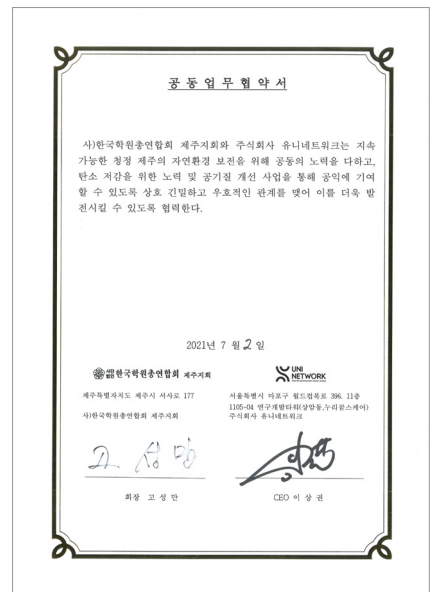 공동업무협약서
사)한국학원총연합회 제주지회와 주식회사 유니네트워크는 지속
가능한 청정 제주의 자연환경 보전을 위해 공동의 노력을 다하고,
탄소 저감을 위한 노력 및 공기질 개선 사업을 통해 공익에 기여
할 수 있도록 상호 긴밀하고 우호적인 관계를 맺어 이를 더욱 발
전시킬 수 있도록 협력한다.
2021년 7 월 2 일
사단법인 한국학원총연합회 제주지회
제주특별자치도 제주시 서사로 177
사)한국학원총연합회 제주지회
고 성 만
회장 고 성 만
UNI
NETWORK
서울특별시 마포구 월드컵북로 396. 11층
1105-04 연구개발타워(상암동,누리꿈스퀘어)
주식회사 유니네트워크
CEO 이 상 권